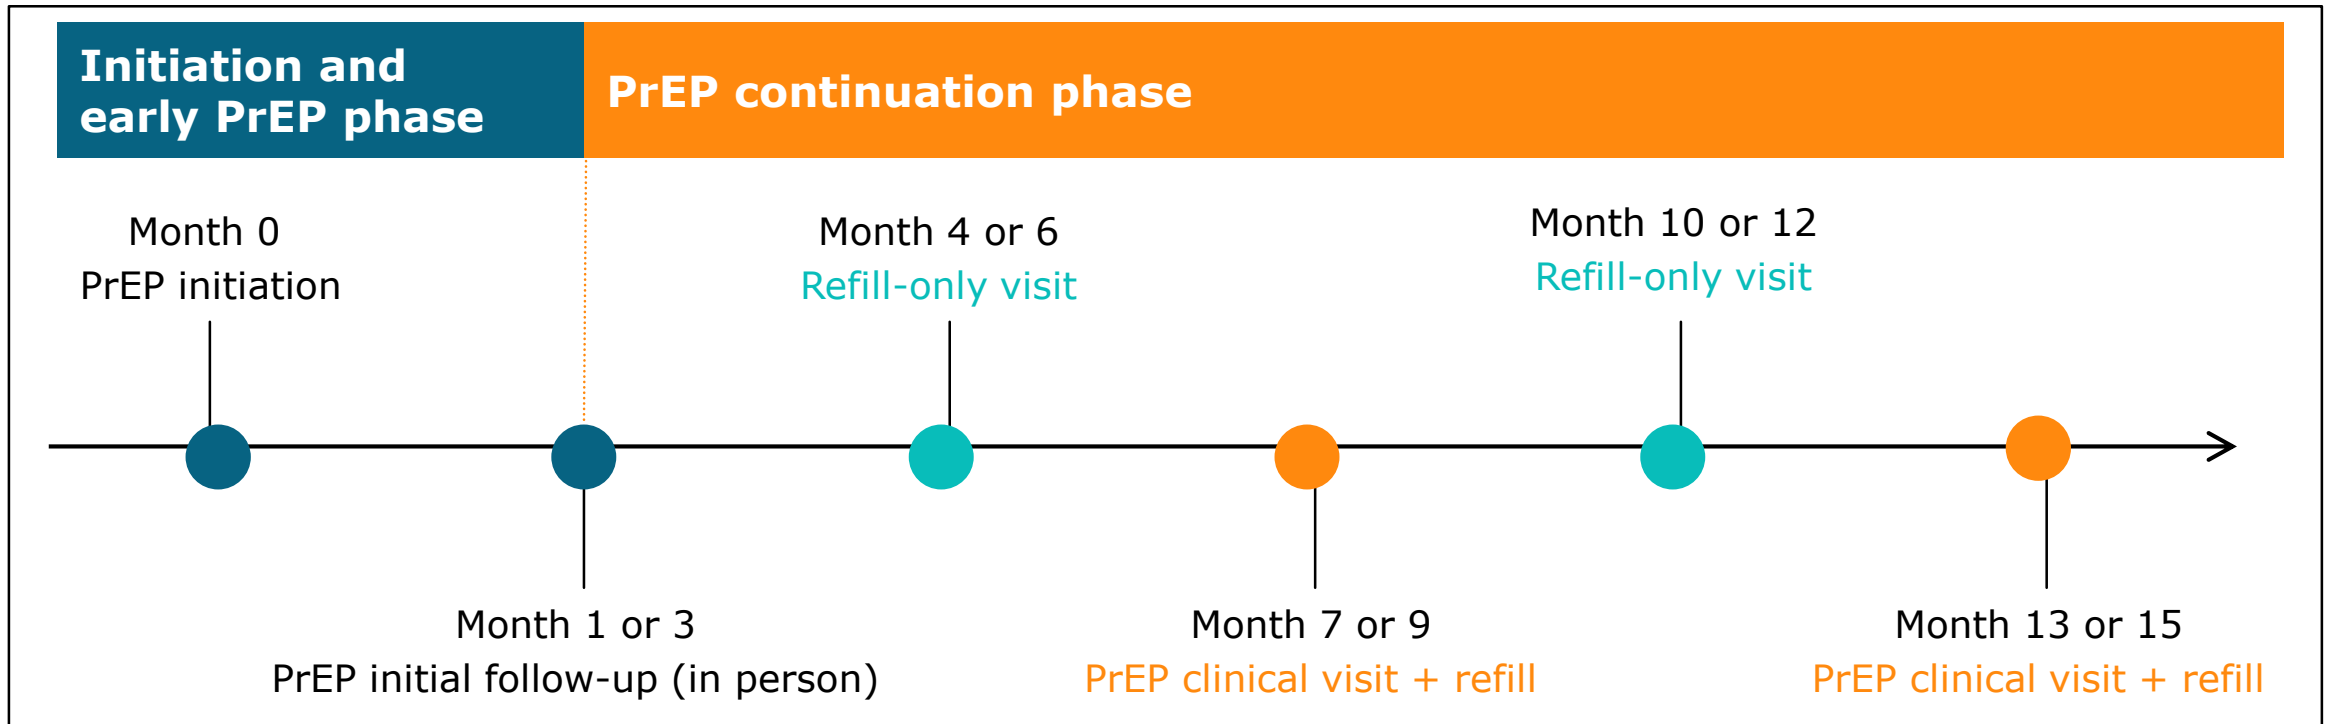 Initiation and
early PrEP phase
PrEP continuation phase
Month 0
PrEP initiation
Month 4 or 6
Refill-only visit
Month 10 or 12
Refill-only visit
Month 1 or 3
PrEP initial follow-up (in person)
Month 7 or 9
PrEP clinical visit + refill
Month 13 or 15
PrEP clinical visit + refill